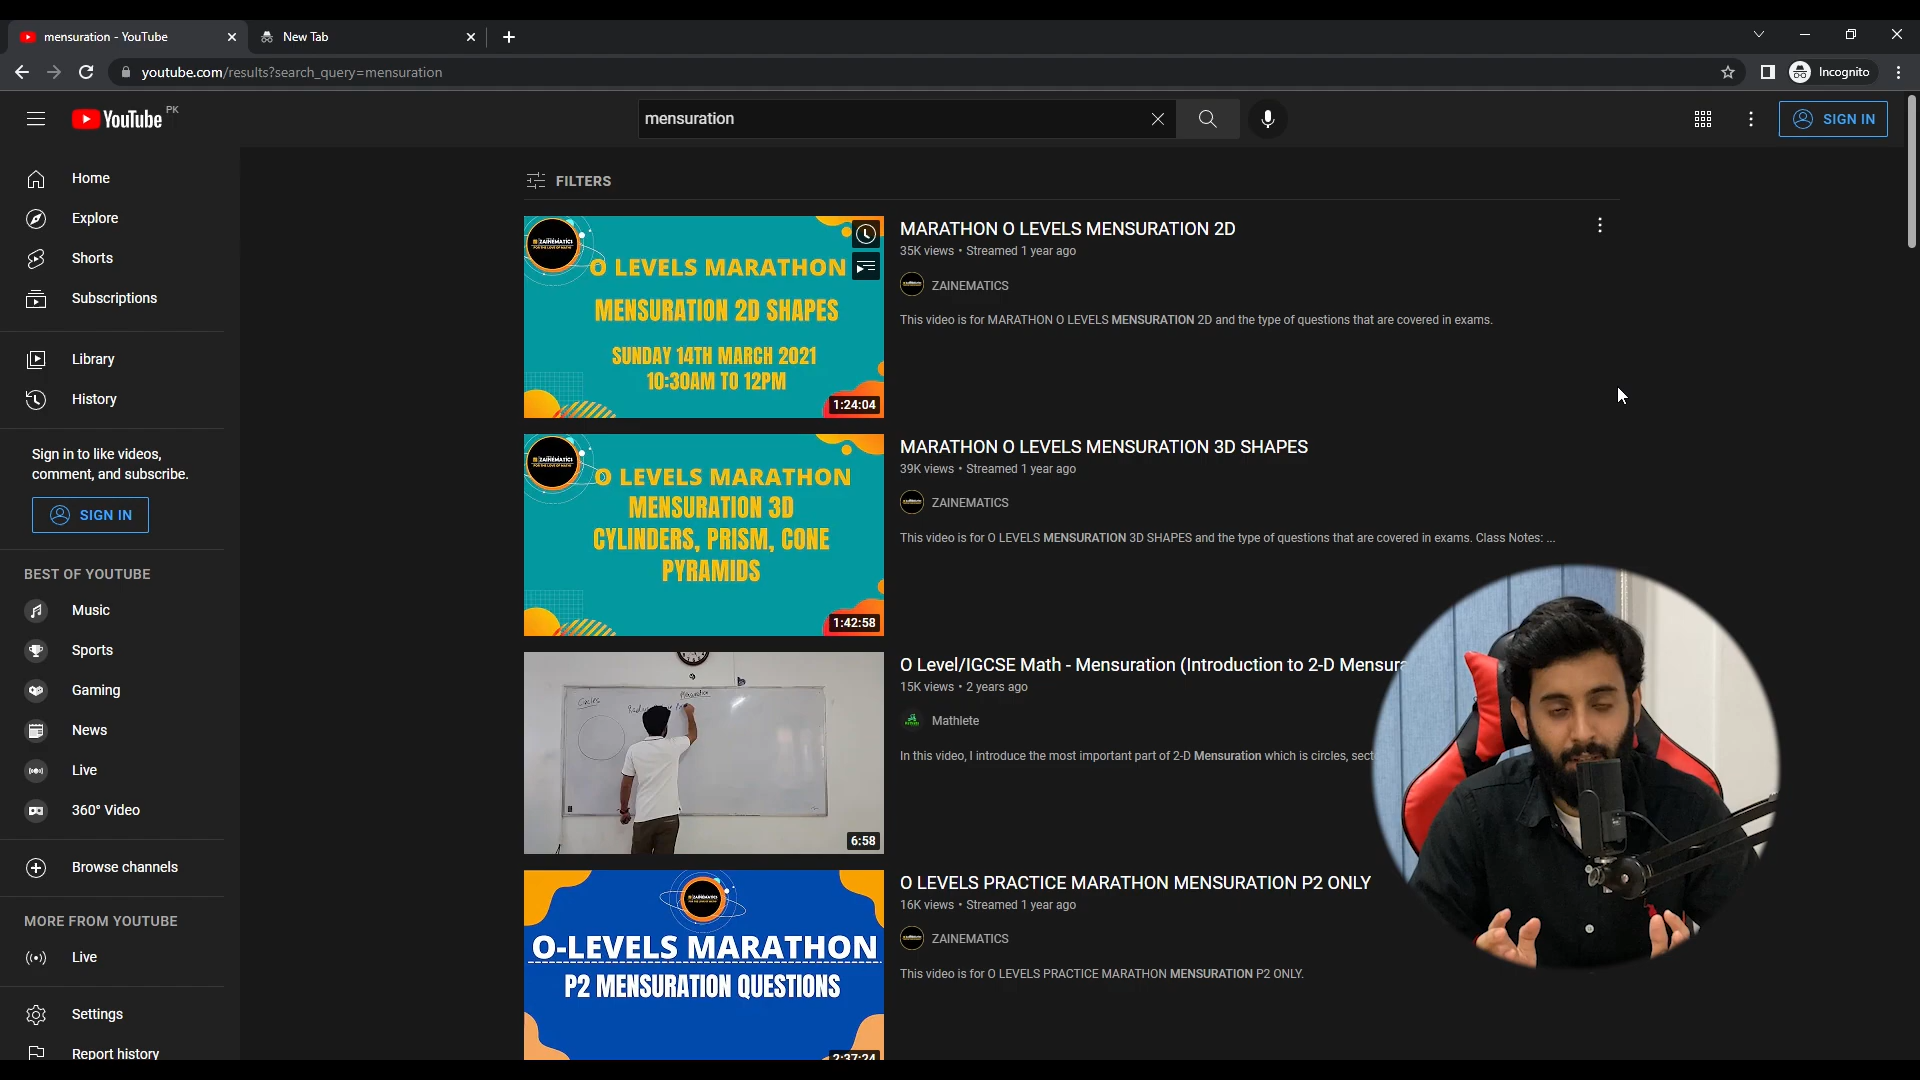 mensuration - YouTube
New Tab
youtube.com/results?search_query=mensuration
Incognito
YouTube PK
mensuration
SIGN IN
Home
Explore
Shorts
Subscriptions
Library
History
Sign in to like videos,
comment, and subscribe.
SIGN IN
BEST OF YOUTUBE
Music
Sports
Gaming
News
Live
360° Video
Browse channels
MORE FROM YOUTUBE
Live
Settings
Report history
FILTERS
ZAINEMATICS
O LEVELS MARATHON
MENSURATION 2D SHAPES
SUNDAY 14TH MARCH 2021
10:30AM TO 12PM
1:24:04
MARATHON O LEVELS MENSURATION 2D
35K views • Streamed 1 year ago
ZAINEMATICS
This video is for MARATHON O LEVELS MENSURATION 2D and the type of questions that are covered in exams.
ZAINEMATICS
O LEVELS MARATHON
MENSURATION 3D
CYLINDERS, PRISM, CONE
PYRAMIDS
1:42:58
MARATHON O LEVELS MENSURATION 3D SHAPES
39K views • Streamed 1 year ago
ZAINEMATICS
This video is for O LEVELS MENSURATION 3D SHAPES and the type of questions that are covered in exams. Class Notes: ...
Circles
Mensuration
6:58
O Level/IGCSE Math - Mensuration (Introduction to 2-D Mensura
15K views • 2 years ago
Mathlete
In this video, I introduce the most important part of 2-D Mensuration which is circles, sect
ZAINEMATICS
O-LEVELS MARATHON
P2 MENSURATION QUESTIONS
2:37:24
O LEVELS PRACTICE MARATHON MENSURATION P2 ONLY
16K views • Streamed 1 year ago
ZAINEMATICS
This video is for O LEVELS PRACTICE MARATHON MENSURATION P2 ONLY.